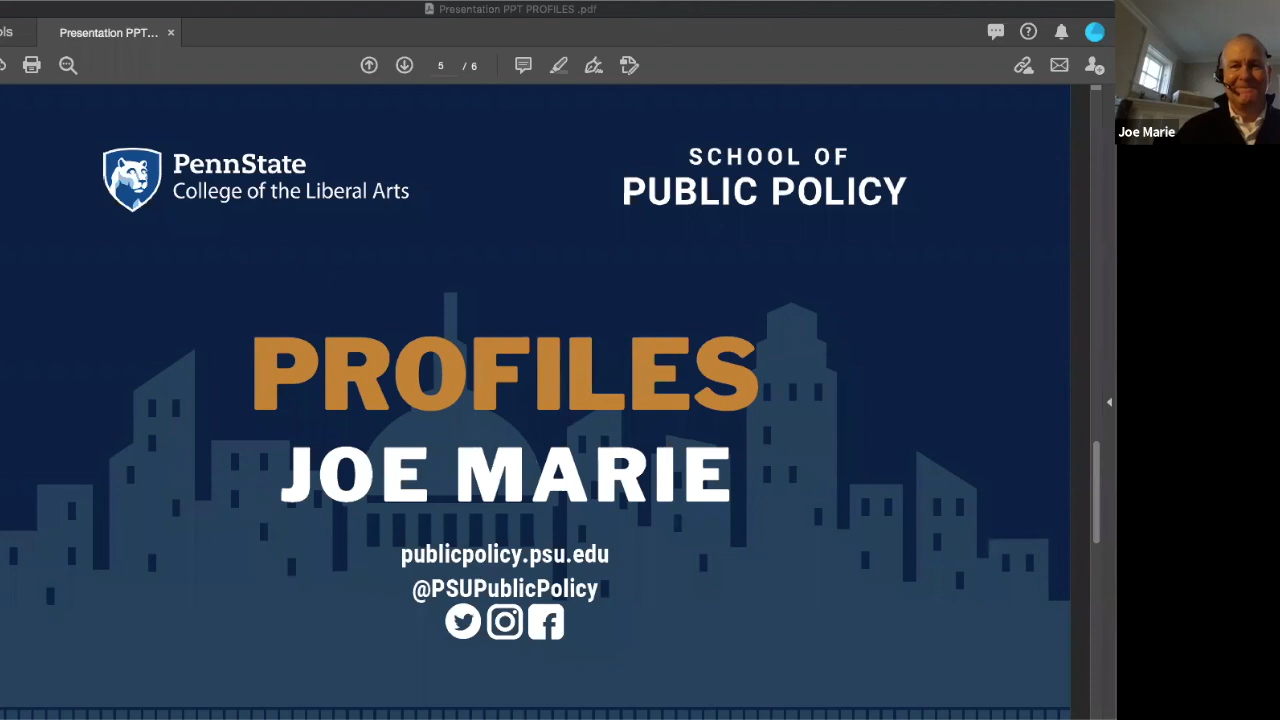 Presentation PPT PROFILES .pdf
ols
Presentation PPT... ×
5 / 6
Joe Marie
PennState
College of the Liberal Arts
SCHOOL OF
PUBLIC POLICY
PROFILES
JOE MARIE
publicpolicy.psu.edu
@PSUPublicPolicy